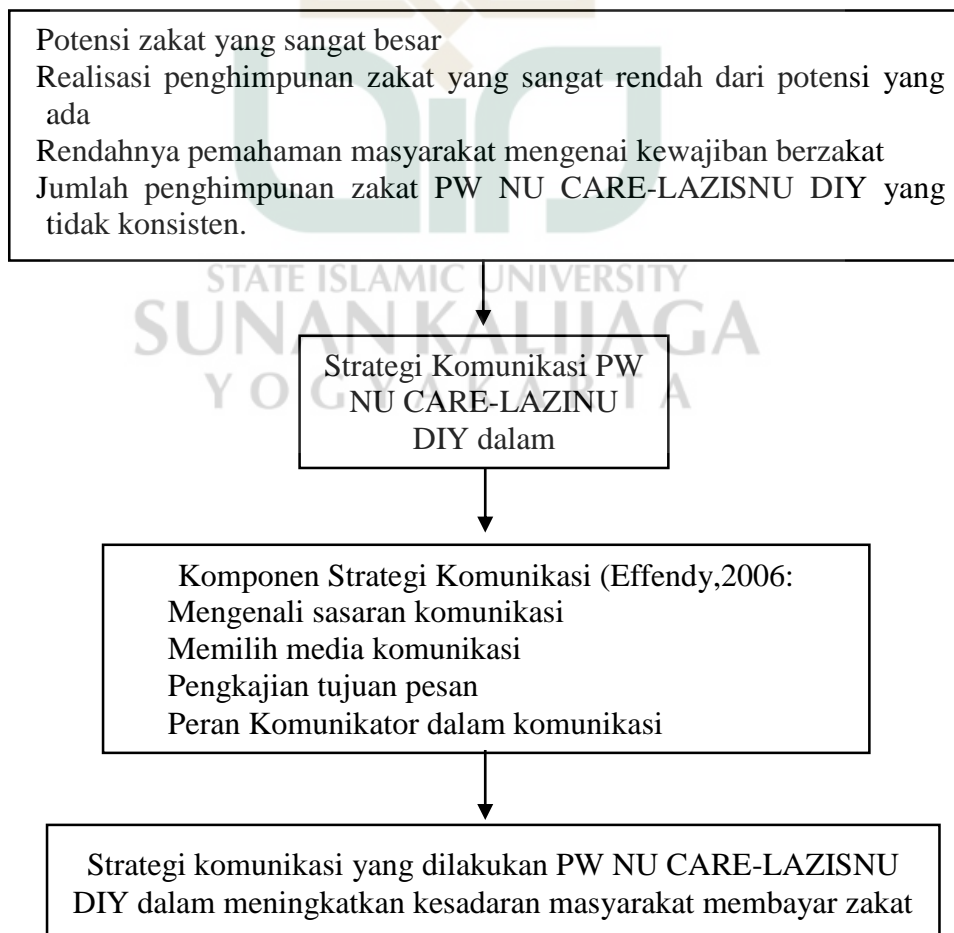 Potensi zakat yang sangat besar
Realisasi penghimpunan zakat yang sangat rendah dari potensi yang
ada
Rendahnya pemahaman masyarakat mengenai kewajiban berzakat
Jumlah penghimpunan zakat PW NU CARE-LAZISNU DIY yang
tidak konsisten.
STATE ISLAMIC UNIVERSITY
SUNAN KALIJAGA
YOGYAKARTA
Strategi Komunikasi PW
NU CARE-LAZINU
DIY dalam
Komponen Strategi Komunikasi (Effendy,2006:
Mengenali sasaran komunikasi
Memilih media komunikasi
Pengkajian tujuan pesan
Peran Komunikator dalam komunikasi
Strategi komunikasi yang dilakukan PW NU CARE-LAZISNU
DIY dalam meningkatkan kesadaran masyarakat membayar zakat